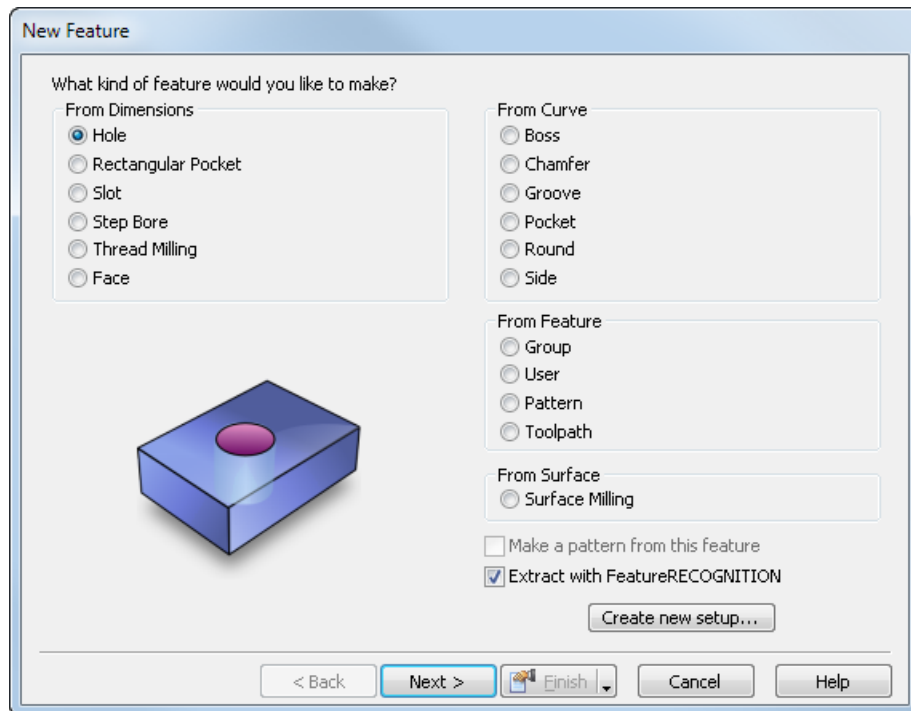 New Feature
What kind of feature would you like to make?
From Dimensions
Hole
Rectangular Pocket
Slot
Step Bore
Thread Milling
Face
From Curve
Boss
Chamfer
Groove
Pocket
Round
Side
From Feature
Group
User
Pattern
Toolpath
From Surface
Surface Milling
Make a pattern from this feature
Extract with FeatureRECOGNITION
Create new setup...
< Back
Next >
Finish
Cancel
Help